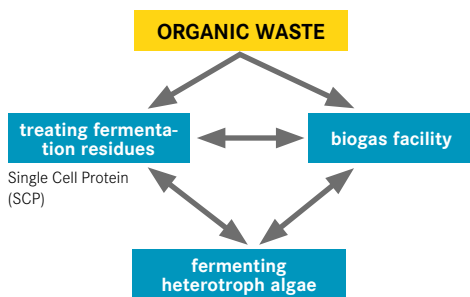 ORGANIC WASTE
treating fermenta-
tion residues
biogas facility
Single Cell Protein
(SCP)
fermenting
heterotroph algae